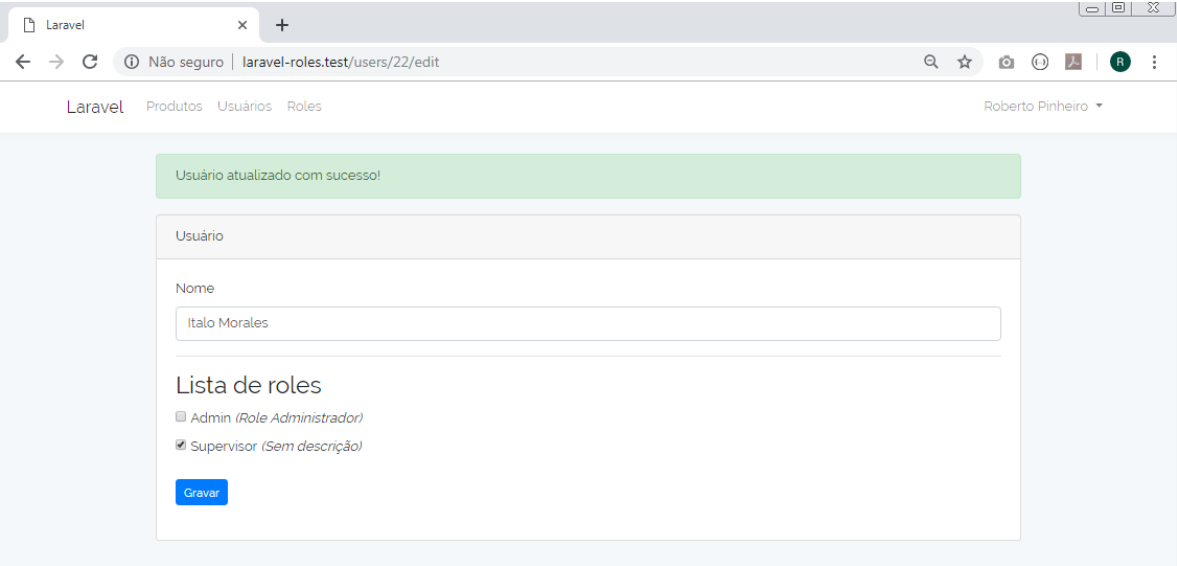 Laravel
Não seguro | laravel-roles.test/users/22/edit
R
Laravel Produtos Usuários Roles Roberto Pinheiro
Usuário atualizado com sucesso!
Usuário
Nome
Italo Morales
Lista de roles
Admin (Role Administrador)
Supervisor (Sem descrição)
Gravar